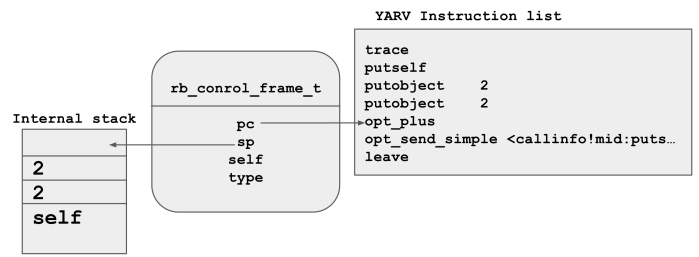 YARV Instruction list
trace
putself
putobject 2
putobject 2
opt_plus
opt_send_simple <callinfo!mid:puts…
leave
rb_conrol_frame_t
pc
sp
self
type
Internal stack
2
2
self